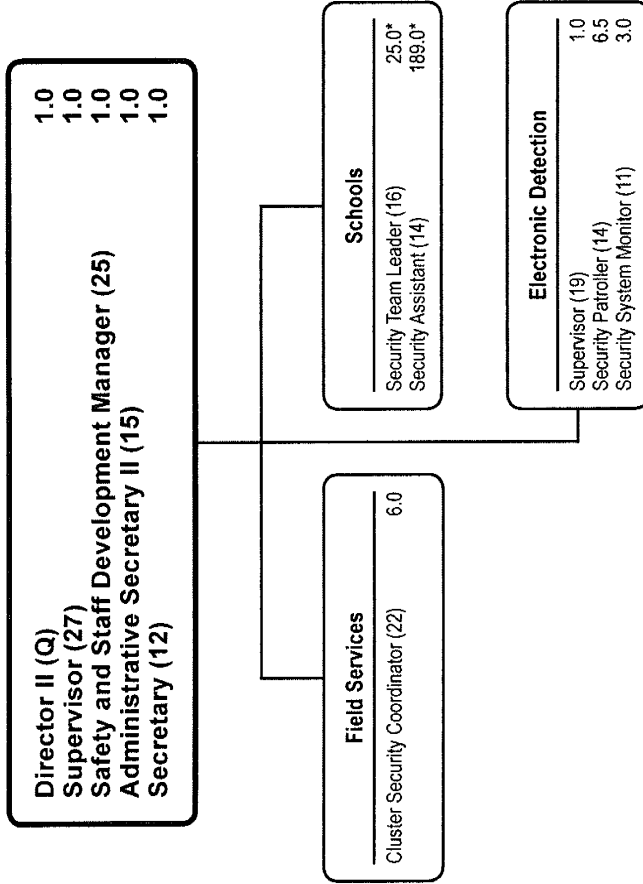 Director II (Q) 1.0
Supervisor (27) 1.0
Safety and Staff Development Manager (25) 1.0
Administrative Secretary II (15) 1.0
Secretary (12) 1.0
Field Services
Cluster Security Coordinator (22) 6.0
Schools
Security Team Leader (16) 25.0*
Security Assistant (14) 189.0*
Electronic Detection
Supervisor (19) 1.0
Security Patroller (14) 6.5
Security System Monitor (11) 3.0